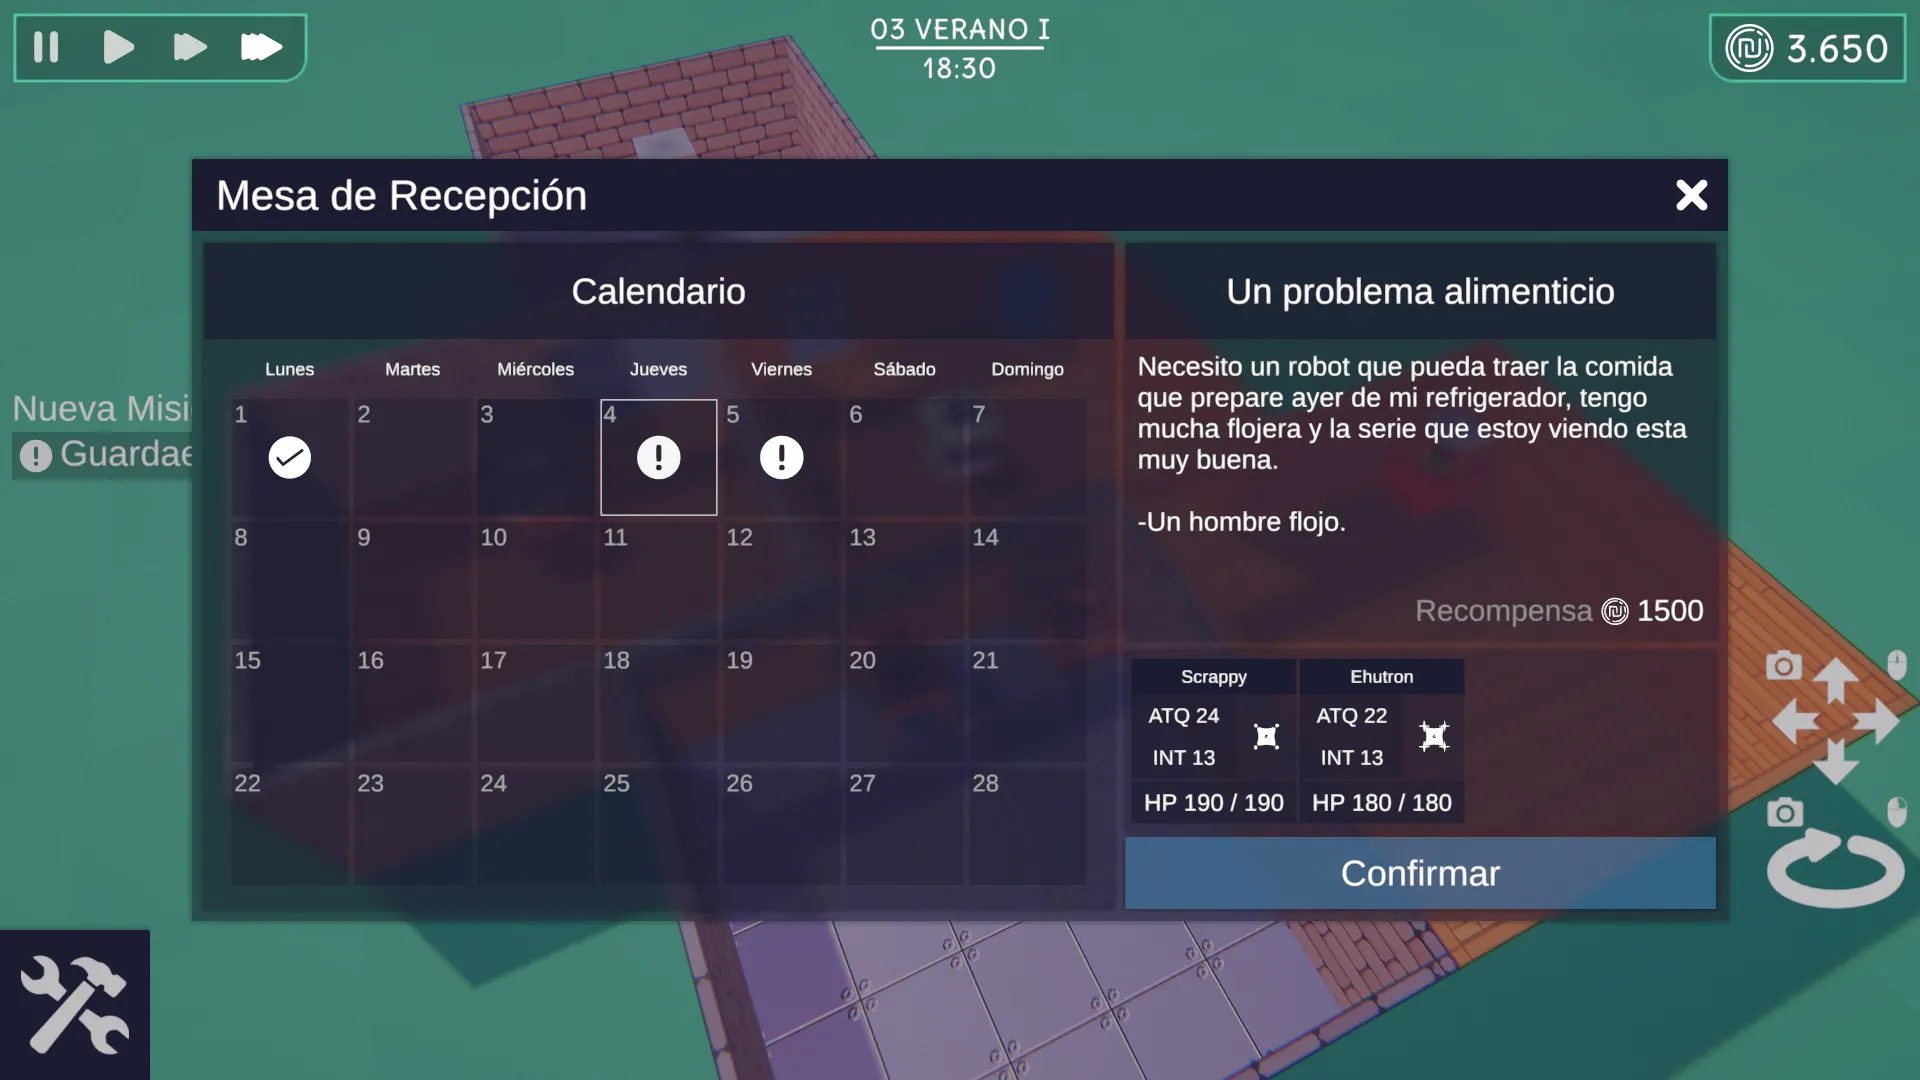 03 VERANO I
18:30
3.650
Mesa de Recepción
Calendario
Lunes Martes Miércoles Jueves Viernes Sábado Domingo
1 2 3 4 5 6 7
8 9 10 11 12 13 14
15 16 17 18 19 20 21
22 23 24 25 26 27 28
Nueva Misi
Guardae
Un problema alimenticio
Necesito un robot que pueda traer la comida
que prepare ayer de mi refrigerador, tengo
mucha flojera y la serie que estoy viendo esta
muy buena.
-Un hombre flojo.
Recompensa 1500
Scrappy
ATQ 24
INT 13
HP 190 / 190
Ehutron
ATQ 22
INT 13
HP 180 / 180
Confirmar